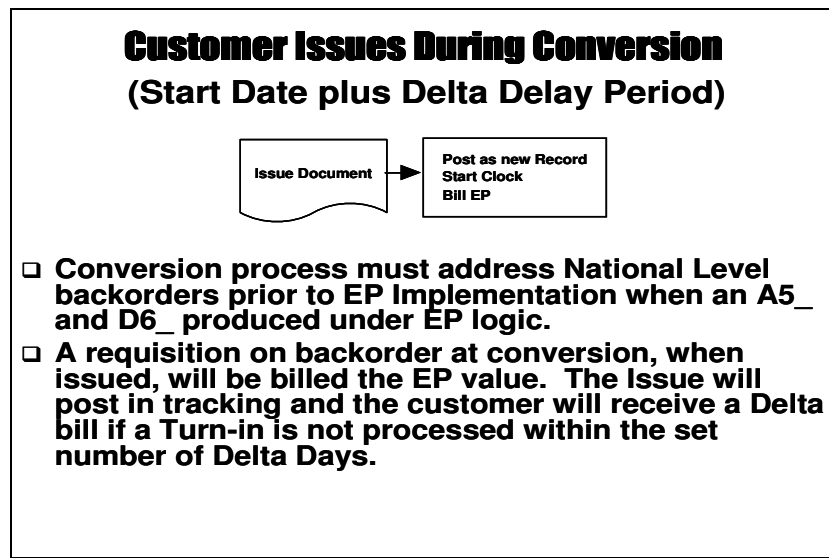 Customer Issues During Conversion
(Start Date plus Delta Delay Period)
Issue Document
Post as new Record
Start Clock
Bill EP
❑ Conversion process must address National Level
backorders prior to EP Implementation when an A5_
and D6_ produced under EP logic.
❑ A requisition on backorder at conversion, when
issued, will be billed the EP value. The Issue will
post in tracking and the customer will receive a Delta
bill if a Turn-in is not processed within the set
number of Delta Days.